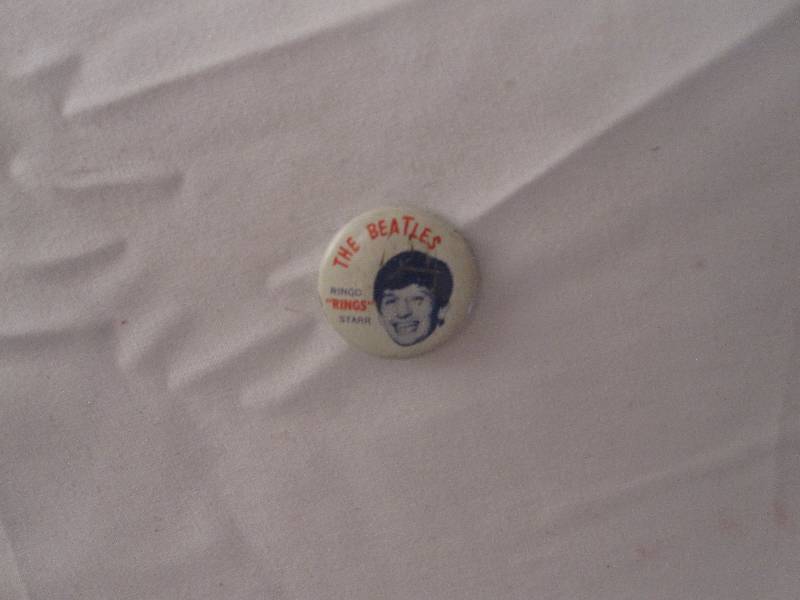 THE BEATLES
RINGO
"RINGS"
STARR